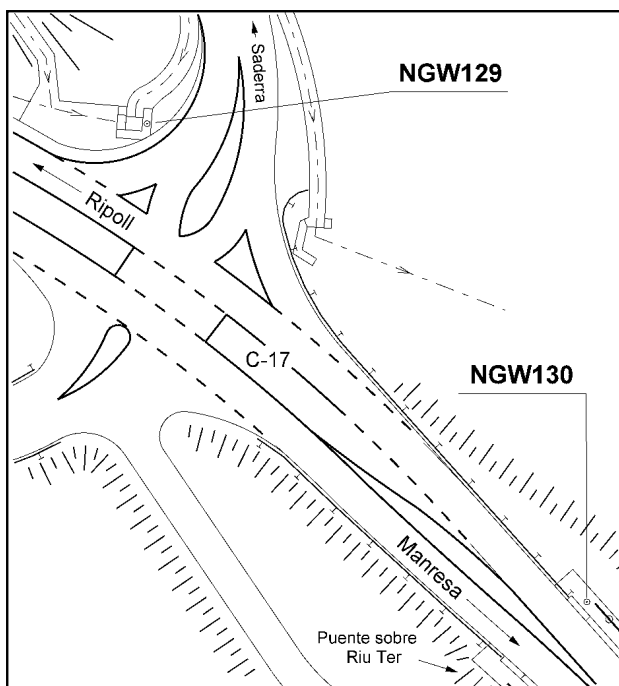 Saderra
NGW129
Ripoll
C-17
NGW130
Manresa
Puente sobre
Riu Ter